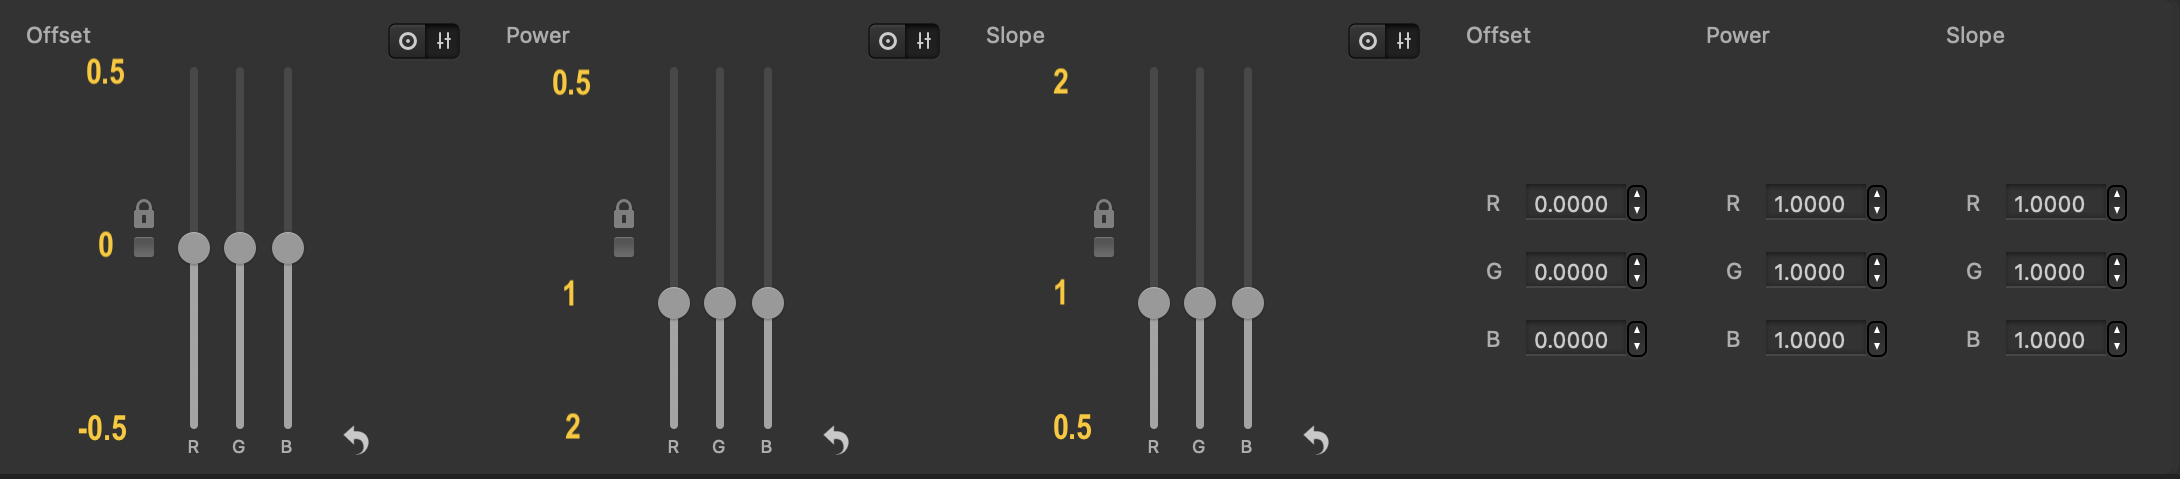 Offset
Power
Slope
Offset
Power
Slope
0.5
0
-0.5
R G B
0.5
1
2
R G B
2
1
0.5
R G B
R 0.0000
G 0.0000
B 0.0000
R 1.0000
G 1.0000
B 1.0000
R 1.0000
G 1.0000
B 1.0000